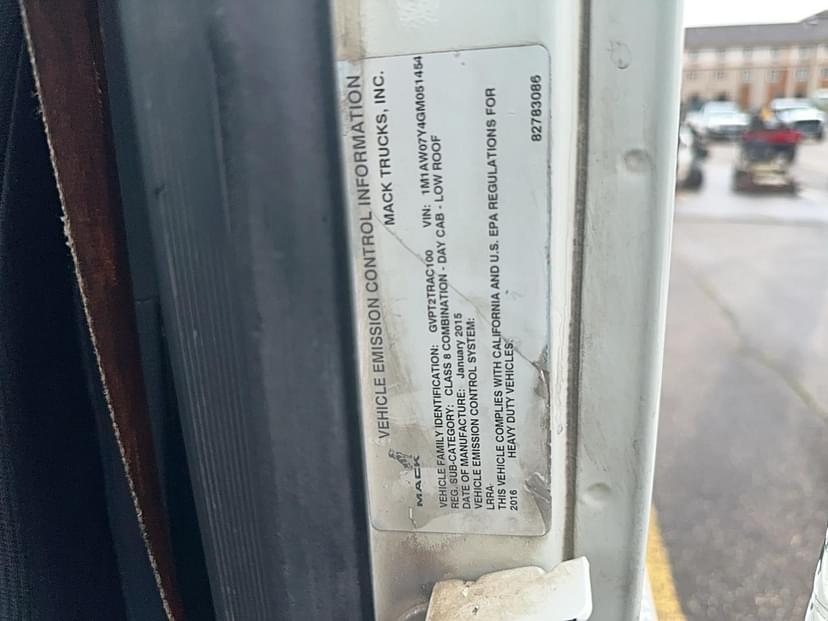 VEHICLE EMISSION CONTROL INFORMATION
MACK TRUCKS, INC.
MACK
VEHICLE FAMILY IDENTIFICATION: GVPT2TRAC100 VIN: 1M1AW07Y4GM051454
REG. SUB-CATEGORY: CLASS 8 COMBINATION - DAY CAB - LOW ROOF
DATE OF MANUFACTURE: January 2015
VEHICLE EMISSION CONTROL SYSTEM:
LRRA
THIS VEHICLE COMPLIES WITH CALIFORNIA AND U.S. EPA REGULATIONS FOR
2016 HEAVY DUTY VEHICLES.
82783086